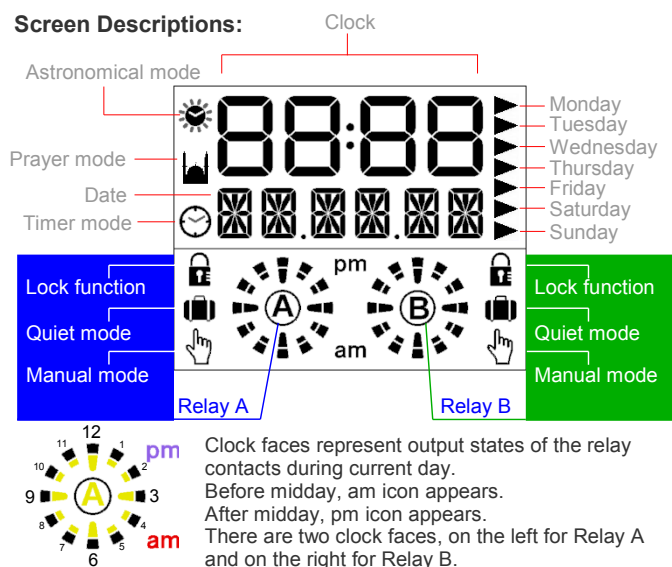 Screen Descriptions:
Clock
Astronomical mode
Prayer mode
Date
Timer mode
88:88
Monday
Tuesday
Wednesday
Thursday
Friday
Saturday
Sunday
Lock function
Quiet mode
Manual mode
pm
A
B
am
Lock function
Quiet mode
Manual mode
Relay A
Relay B
12
11
1
pm
10
2
9
A
3
8
4
am
7
5
6
Clock faces represent output states of the relay
contacts during current day.
Before midday, am icon appears.
After midday, pm icon appears.
There are two clock faces, on the left for Relay A
and on the right for Relay B.